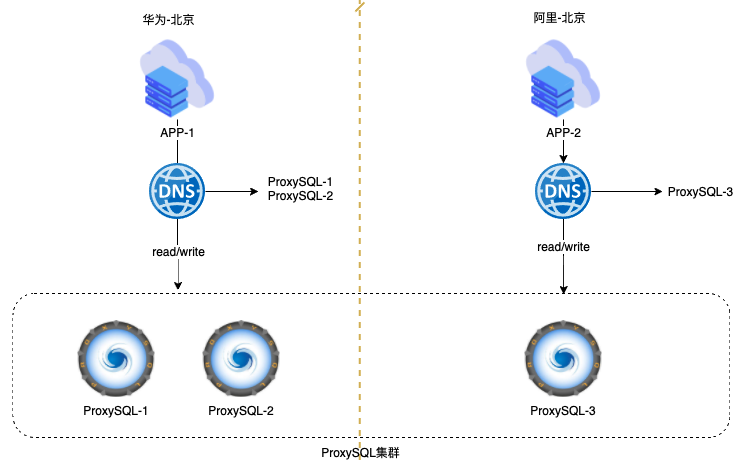 华为-北京
阿里-北京
APP-1
APP-2
DNS
ProxySQL-1
ProxySQL-2
DNS
ProxySQL-3
read/write
read/write
ProxySQL-1
ProxySQL-2
ProxySQL-3
ProxySQL集群